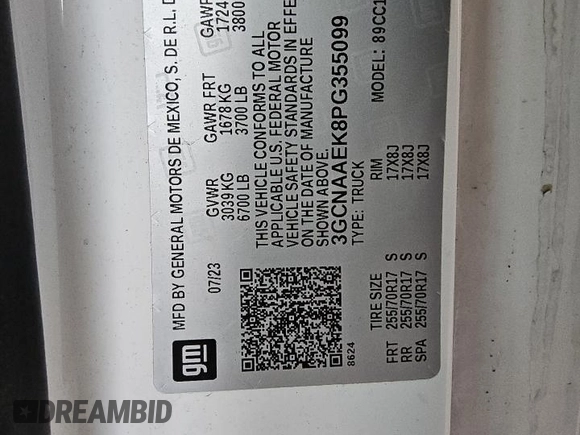 gm
MFD BY GENERAL MOTORS DE MEXICO, S. DE R.L. D
07/23
GVWR GAWR FRT GAWR
3039 KG 1678 KG 1724
6700 LB 3700 LB 3800
THIS VEHICLE CONFORMS TO ALL
APPLICABLE U.S. FEDERAL MOTOR
VEHICLE SAFETY STANDARDS IN EFFE
ON THE DATE OF MANUFACTURE
SHOWN ABOVE.
3GCNAAEK8PG355099
TYPE: TRUCK MODEL: 89CC1
8624
TIRE SIZE RIM
FRT 255/70R17 S 17X8J
RR 255/70R17 S 17X8J
SPA 255/70R17 S 17X8J
DREAMBID